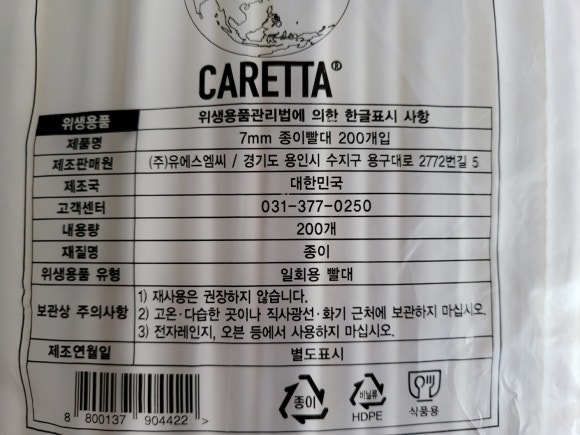 CARETTA®
위생용품 위생용품관리법에 의한 한글표시 사항
제품명 7mm 종이빨대 200개입
제조판매원 (주)유에스엠씨 / 경기도 용인시 수지구 용구대로 2772번길 5
제조국 대한민국
고객센터 031-377-0250
내용량 200개
재질명 종이
위생용품 유형 일회용 빨대
보관상 주의사항 1) 재사용은 권장하지 않습니다.
2) 고온·다습한 곳이나 직사광선·화기 근처에 보관하지 마십시오.
3) 전자레인지, 오븐 등에서 사용하지 마십시오.
제조연월일 별도표시
종이 비닐류
HDPE 식품용
8 800137 904422 >